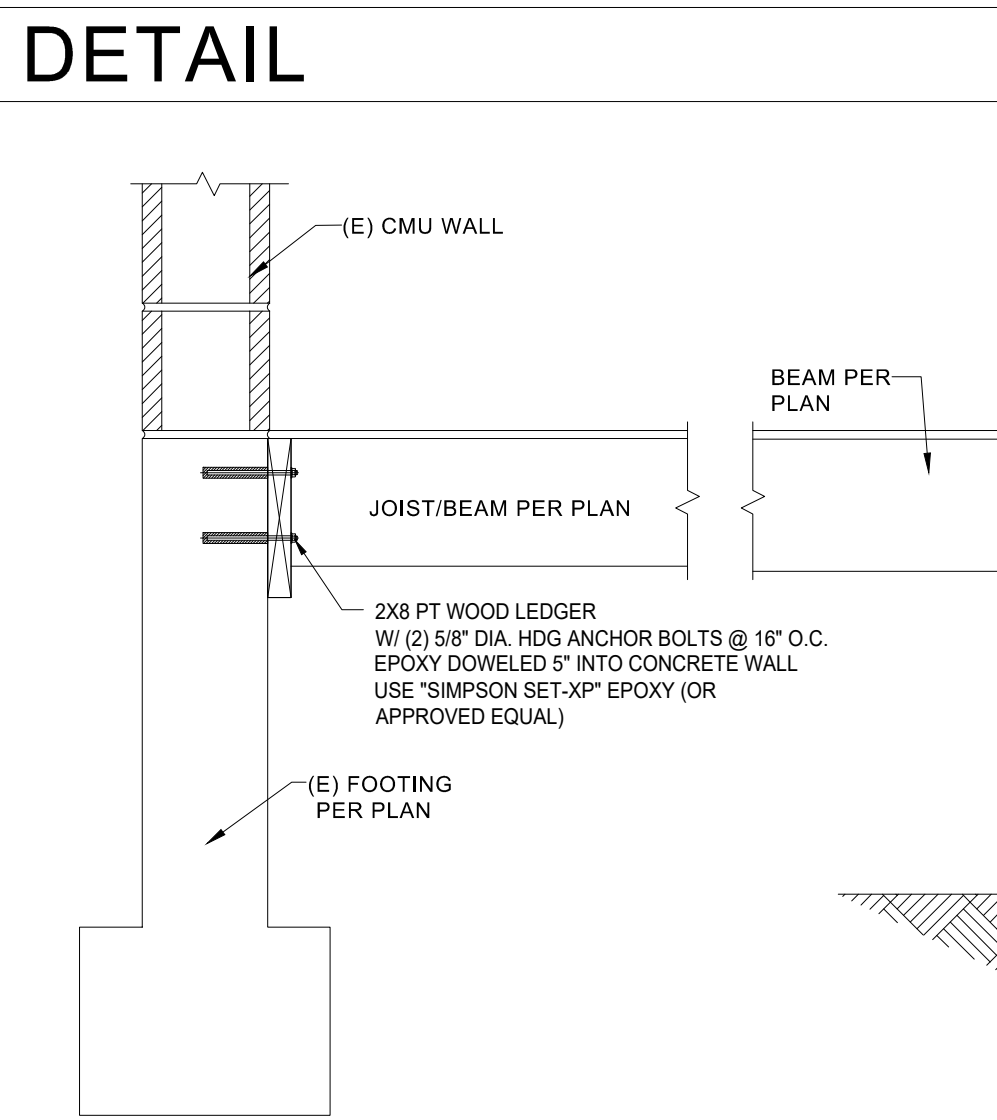 DETAIL
(E) CMU WALL
BEAM PER
PLAN
JOIST/BEAM PER PLAN
2X8 PT WOOD LEDGER
W/ (2) 5/8" DIA. HDG ANCHOR BOLTS @ 16" O.C.
EPOXY DOWELED 5" INTO CONCRETE WALL
USE "SIMPSON SET-XP" EPOXY (OR
APPROVED EQUAL)
(E) FOOTING
PER PLAN